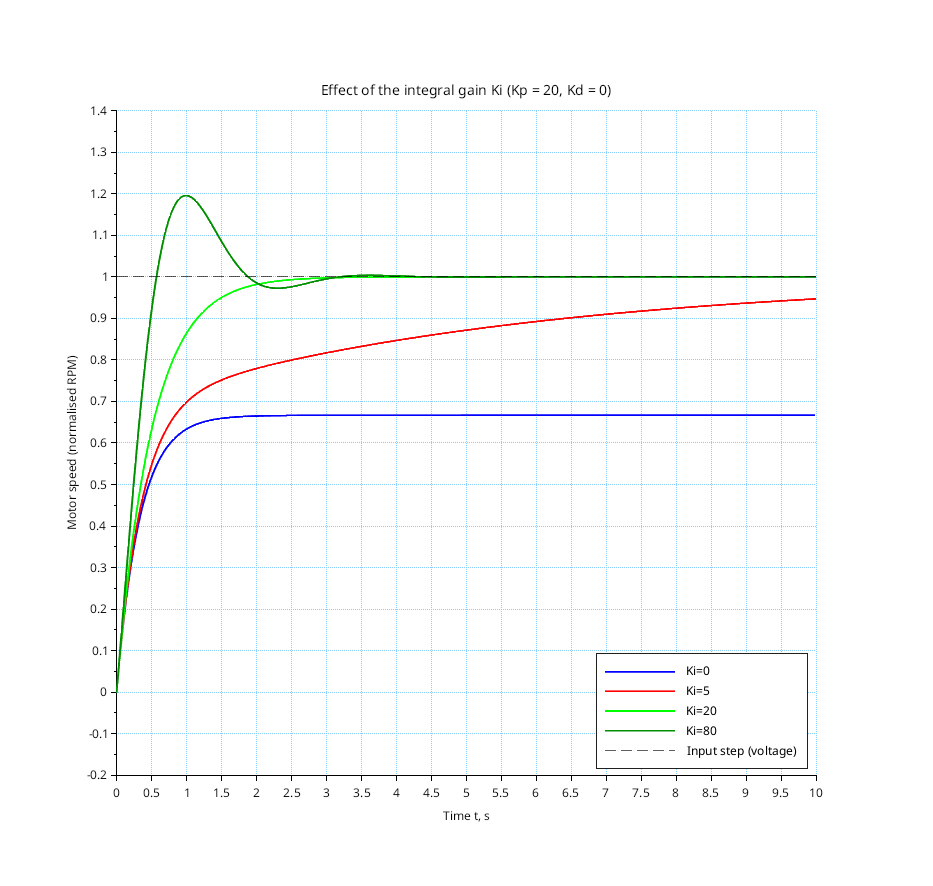 Effect of the integral gain Ki (Kp = 20, Kd = 0)
1.4
1.3
1.2
1.1
1
0.9
0.8
0.7
0.6
0.5
0.4
0.3
0.2
0.1
0
-0.1
-0.2
Motor speed (normalised RPM)
Ki=0
Ki=5
Ki=20
Ki=80
Input step (voltage)
0 0.5 1 1.5 2 2.5 3 3.5 4 4.5 5 5.5 6 6.5 7 7.5 8 8.5 9 9.5 10
Time t, s